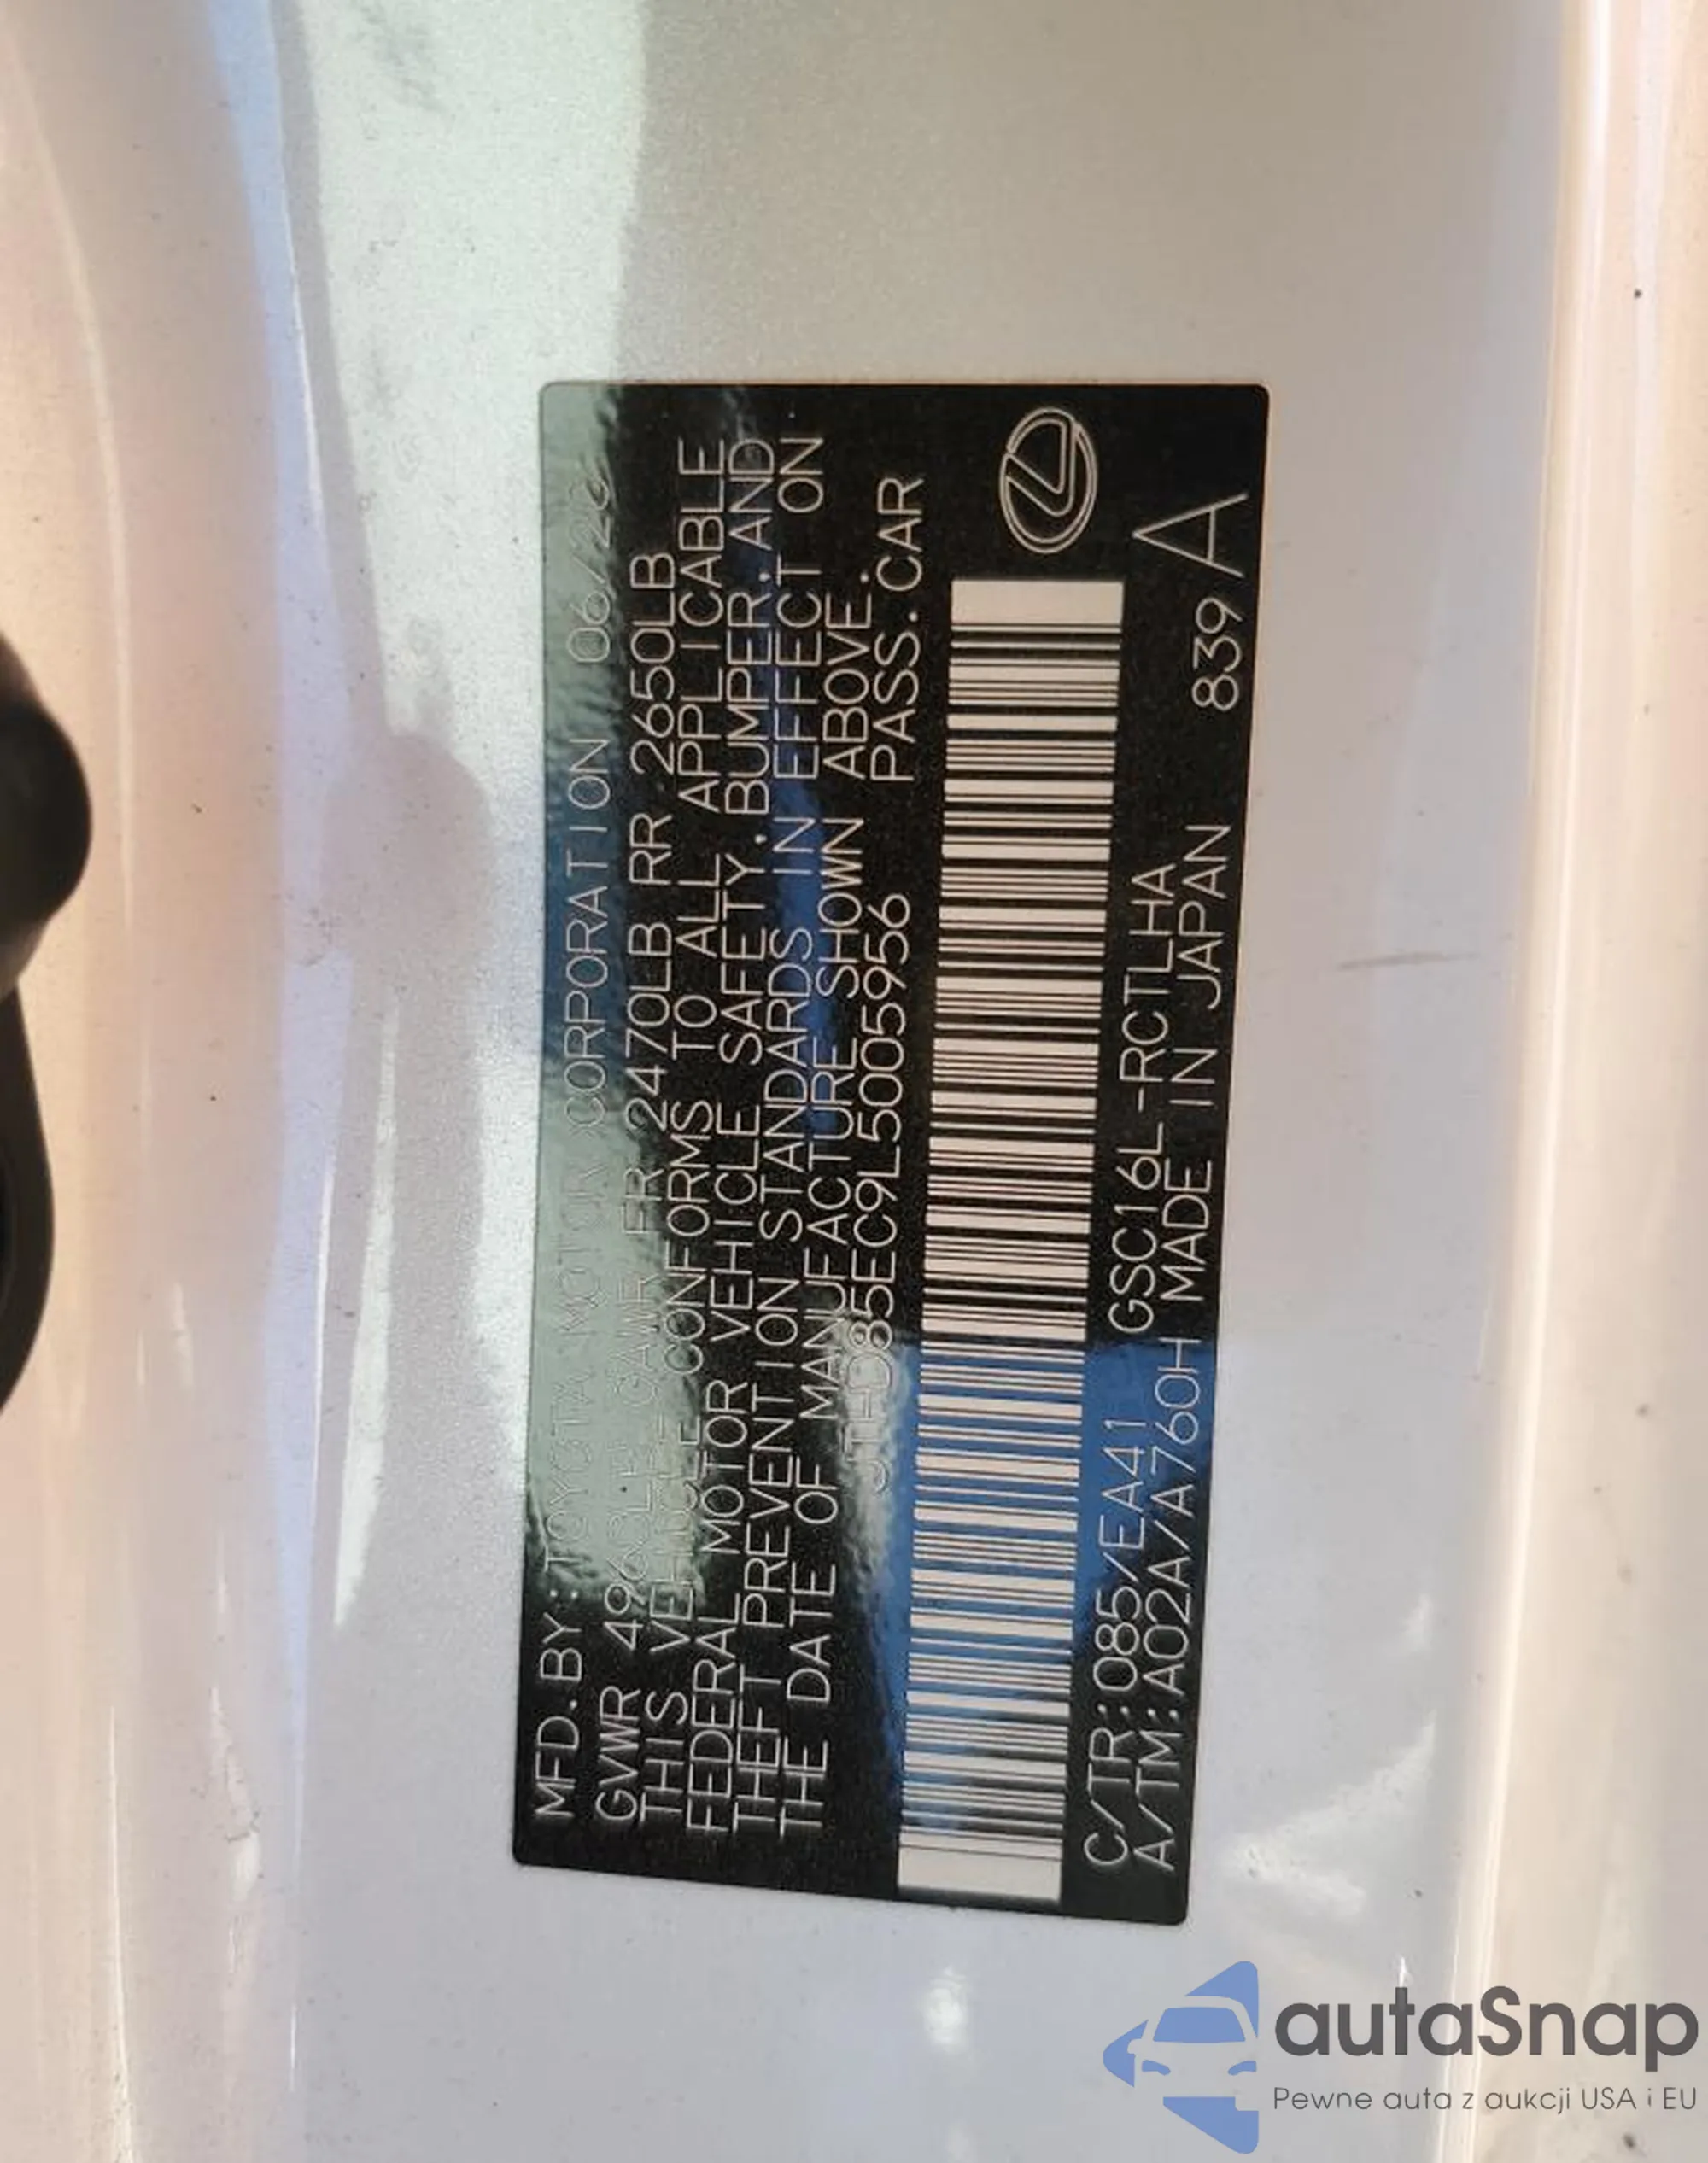 MFD.BY: TOYOTA MOTOR CORPORATION 06/20
GVWR 4963LB GAWR FR 2470LB RR 2650LB
THIS VEHICLE CONFORMS TO ALL APPLICABLE
FEDERAL MOTOR VEHICLE SAFETY, BUMPER, AND
THEFT PREVENTION STANDARDS IN EFFECT ON
THE DATE OF MANUFACTURE SHOWN ABOVE.
PASS.CAR
C/TR:085/EA41 GSC16L-RCTLHA
A/TM:A02A/A760H MADE IN JAPAN 839 A
autaSnap
Pewne auta z aukcji USA i EU